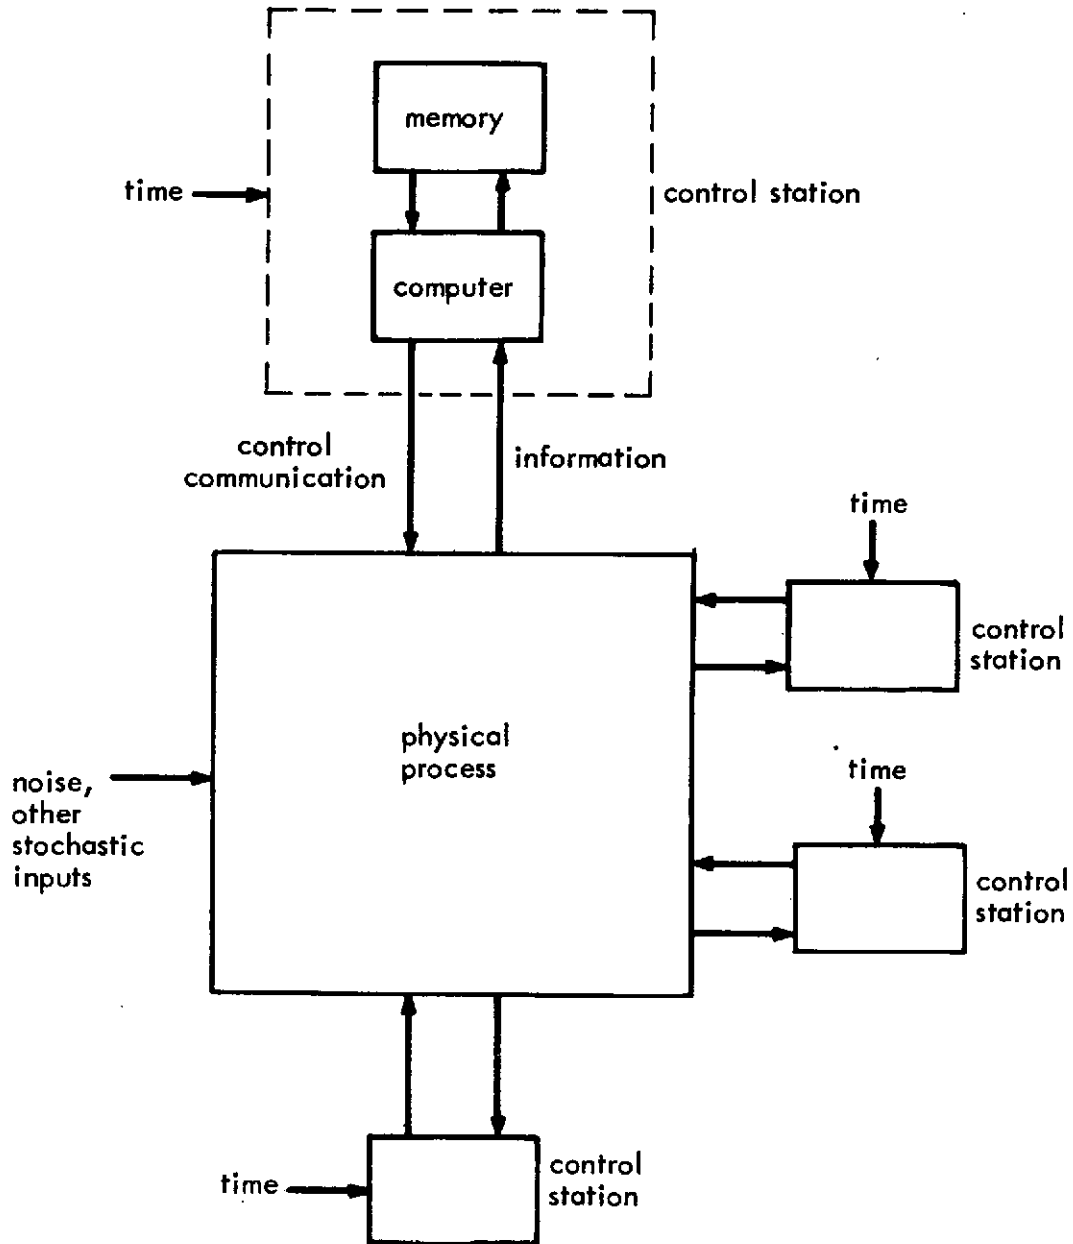 memory
time
control station
computer
control
communication
information
time
control
station
physical
process
time
noise,
other
stochastic
inputs
control
station
control
station
time